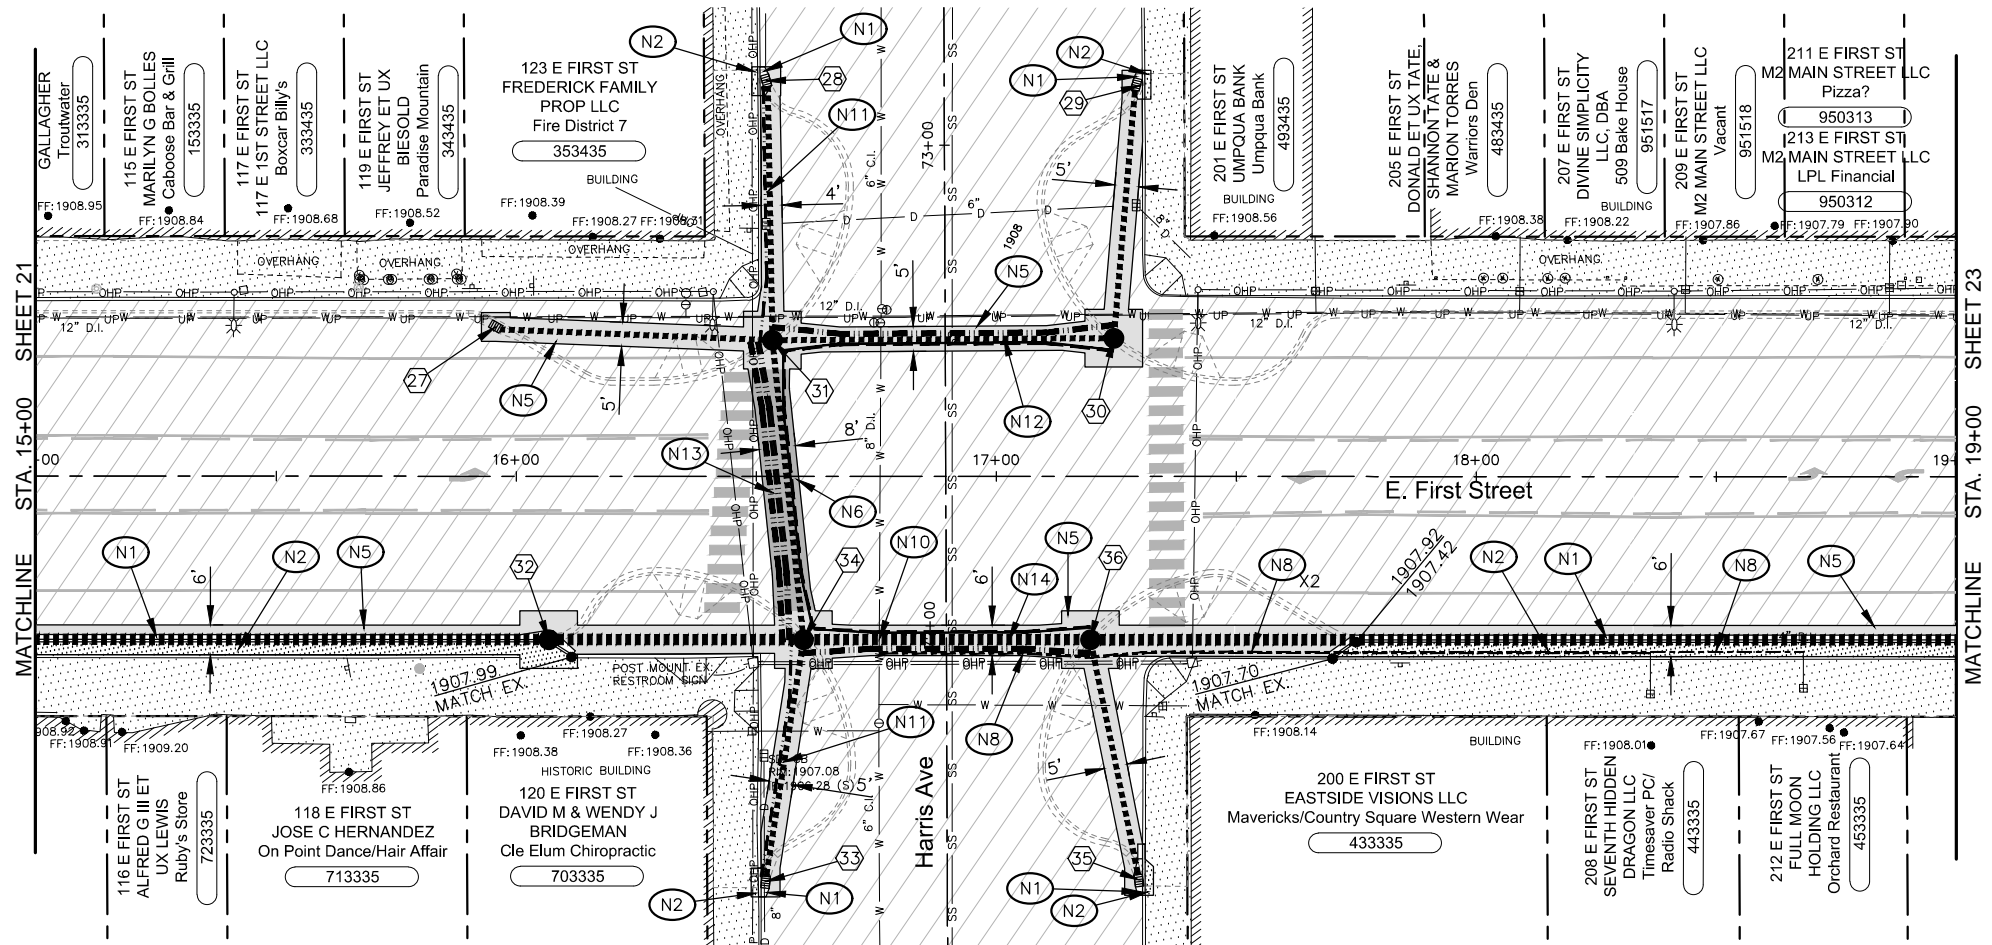 GALLAGHER
Troutwater
313335
115 E FIRST ST
MARILYN G BOLLES
Caboose Bar & Grill
153335
117 E FIRST ST
117 E 1ST STREET LLC
Boxcar Billy's
333435
119 E FIRST ST
JEFFREY ET UX
BIESOLD
Paradise Mountain
343435
123 E FIRST ST
FREDERICK FAMILY
PROP LLC
Fire District 7
353435
BUILDING
OVERHANG
N2
N1
28
N11
4'
6" C.I.
73+00
N2
N1
29
5'
8" D
6"
1908
201 E FIRST ST
UMPQUA BANK
Umpqua Bank
493435
BUILDING
FF:1908.56
205 E FIRST ST
DONALD ET UX TATE,
SHANNON TATE &
MARION TORRES
Warriors Den
483435
207 E FIRST ST
DIVINE SIMPLICITY
LLC, DBA
509 Bake House
951517
BUILDING
209 E FIRST ST
M2 MAIN STREET LLC
Vacant
951518
211 E FIRST ST
M2 MAIN STREET LLC
Pizza?
950313
213 E FIRST ST
M2 MAIN STREET LLC
LPL Financial
950312
FF:1908.95
FF:1908.84
FF:1908.68
FF:1908.52
FF:1908.39
FF:1908.27
FF:1908.38
FF:1908.22
FF:1907.86
FF:1907.79
FF:1907.90
OVERHANG
OVERHANG
OVERHANG
OVERHANG
OHP
12" D.I.
UP
W
12" D.I.
12" D.I.
12" D.I.
5'
N5
27
N5
5'
31
30
N12
MATCHLINE STA. 15+00 SHEET 21
MATCHLINE STA. 19+00 SHEET 23
8'
8" D.I.
N13
N6
16+00
17+00
18+00
E. First Street
N1
N2
N5
6'
32
34
N10
N14
N5
6'
36
N8
X2
1907.92
1907.42
N2
N1
N8
6'
N5
1907.99
MATCH EX.
POST MOUNT EX.
RESTROOM SIGN
1907.70
MATCH EX.
N8
N11
Harris Ave
FF:1909.20
FF:1908.86
FF:1908.38
FF:1908.27
FF:1908.36
FF:1908.14
BUILDING
FF:1908.01
FF:1907.67
FF:1907.56
FF:1907.64
HISTORIC BUILDING
116 E FIRST ST
ALFRED G III ET
UX LEWIS
Ruby's Store
723335
118 E FIRST ST
JOSE C HERNANDEZ
On Point Dance/Hair Affair
713335
120 E FIRST ST
DAVID M & WENDY J
BRIDGEMAN
Cle Elum Chiropractic
703335
5'
6" C.I.
33
N2
N1
8"
5'
35
N1
N2
200 E FIRST ST
EASTSIDE VISIONS LLC
Mavericks/Country Square Western Wear
433335
208 E FIRST ST
SEVENTH HIDDEN
DRAGON LLC
Timesaver PC/
Radio Shack
443335
212 E FIRST ST
FULL MOON
HOLDING LLC
Orchard Restaurant
453335